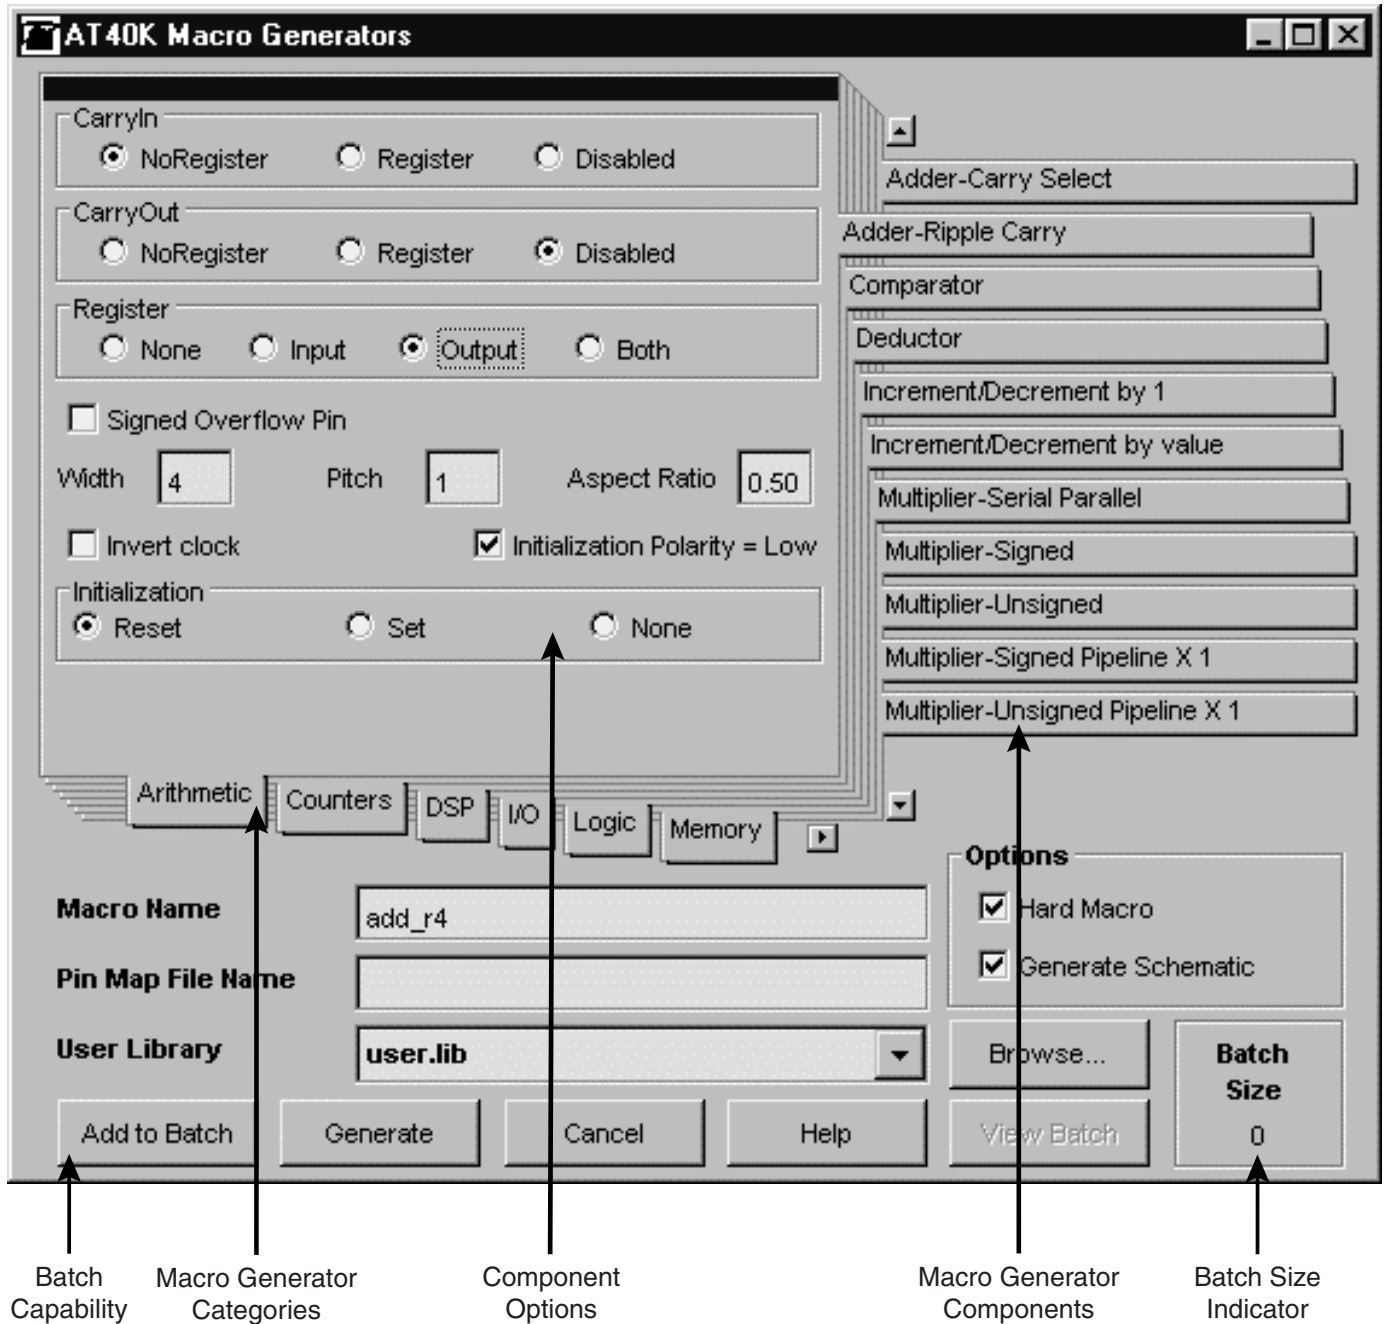 AT40K Macro Generators
CarryIn
NoRegister Register Disabled
CarryOut
NoRegister Register Disabled
Register
None Input Output Both
Signed Overflow Pin
Width 4 Pitch 1 Aspect Ratio 0.50
Invert clock Initialization Polarity = Low
Initialization
Reset Set None
Adder-Carry Select
Adder-Ripple Carry
Comparator
Deductor
Increment/Decrement by 1
Increment/Decrement by value
Multiplier-Serial Parallel
Multiplier-Signed
Multiplier-Unsigned
Multiplier-Signed Pipeline X 1
Multiplier-Unsigned Pipeline X 1
Arithmetic Counters DSP I/O Logic Memory
Macro Name add_r4
Pin Map File Name
User Library user.lib
Options
Hard Macro
Generate Schematic
Browse...
Batch
Size
0
Add to Batch Generate Cancel Help View Batch
Batch
Capability
Macro Generator
Categories
Component
Options
Macro Generator
Components
Batch Size
Indicator